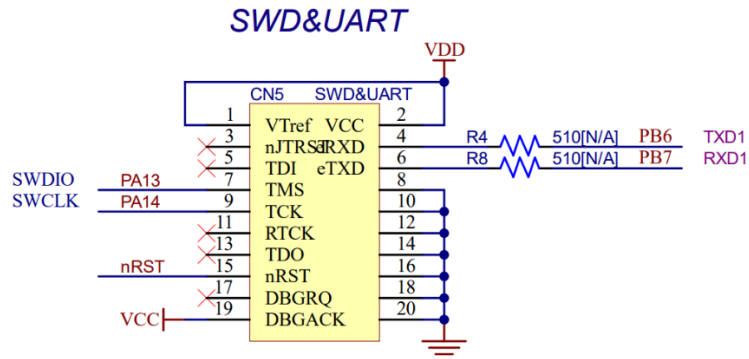 SWD&UART
VDD
CN5 SWD&UART
1 VTref VCC 2
3 nJTRST eRXD 4 R4 510[N/A] PB6 TXD1
5 TDI eTXD 6 R8 510[N/A] PB7 RXD1
SWDIO PA13 7 TMS 8
SWCLK PA14 9 TCK 10
11 RTCK 12
13 TDO 14
nRST 15 nRST 16
17 DBGRQ 18
VCC 19 DBGACK 20